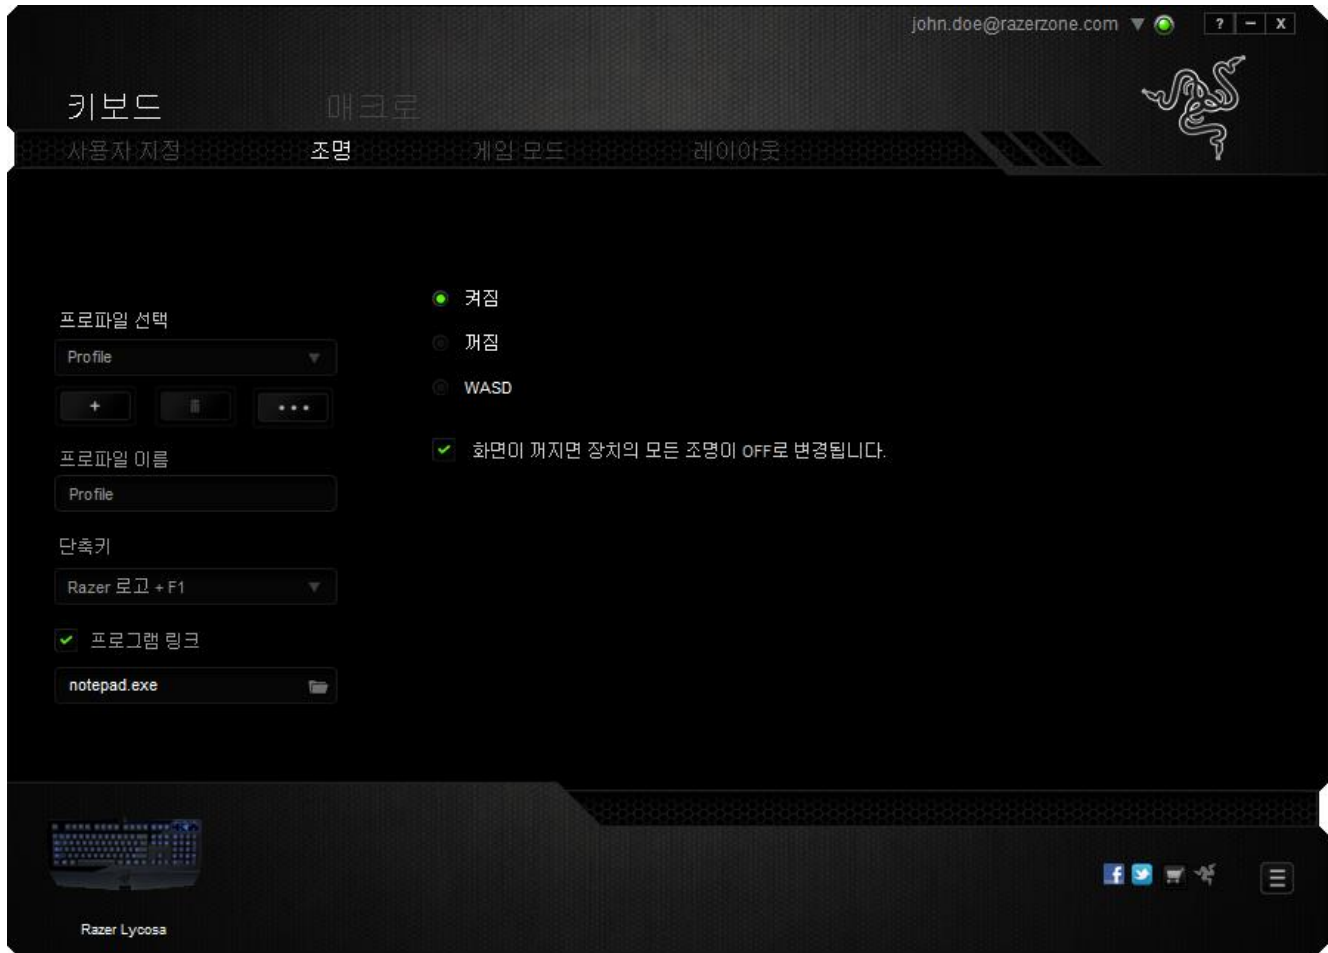 john.doe@razerzone.com ▼ ? – X
키보드 매크로
사용자 지정 조명 게임 모드 레이아웃
켜짐
프로파일 선택
꺼짐
Profile
WASD
+ •••
화면이 꺼지면 장치의 모든 조명이 OFF로 변경됩니다.
프로파일 이름
Profile
단축키
Razer 로고 + F1
프로그램 링크
notepad.exe
Razer Lycosa